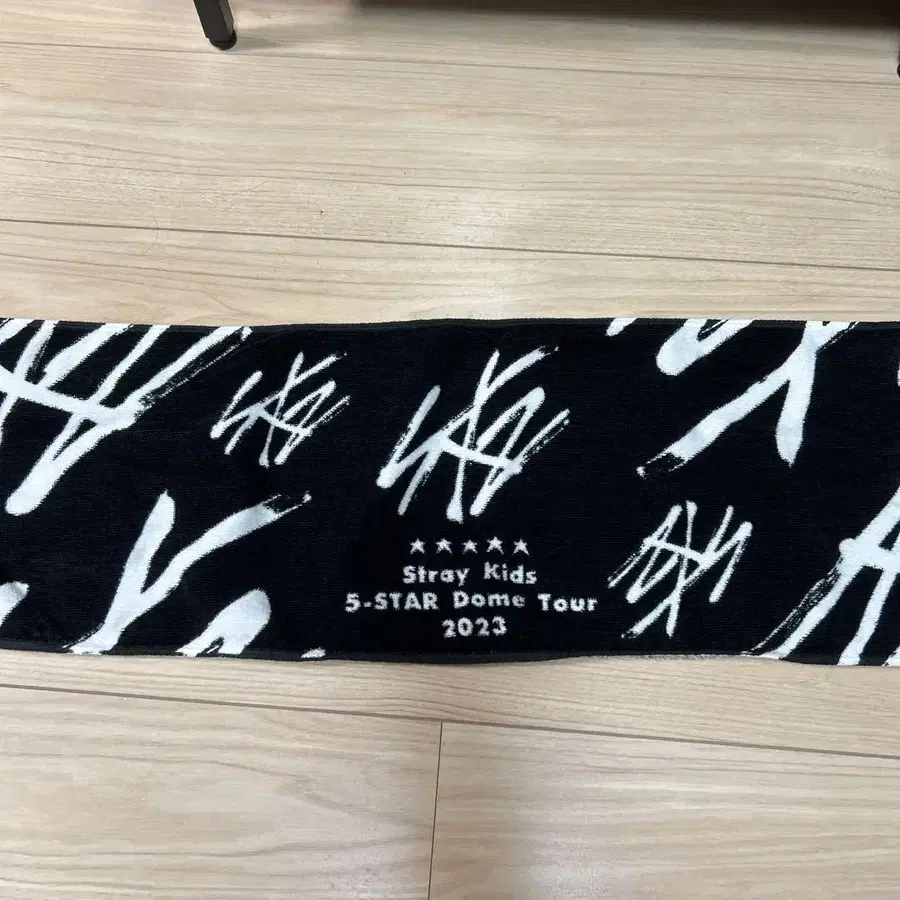 ★★★★★
Stray Kids
5-STAR Dome Tour
2023